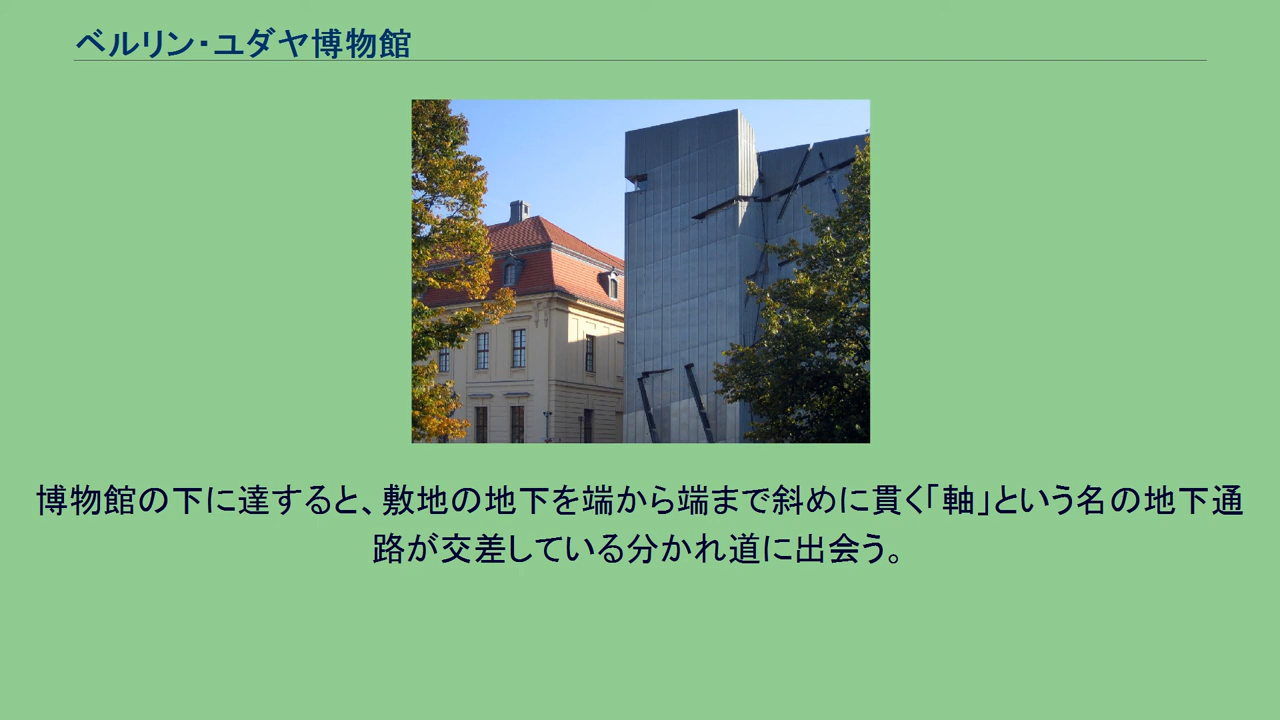 ベルリン・ユダヤ博物館
博物館の下に達すると、敷地の地下を端から端まで斜めに貫く「軸」という名の地下通
路が交差している分かれ道に出会う。